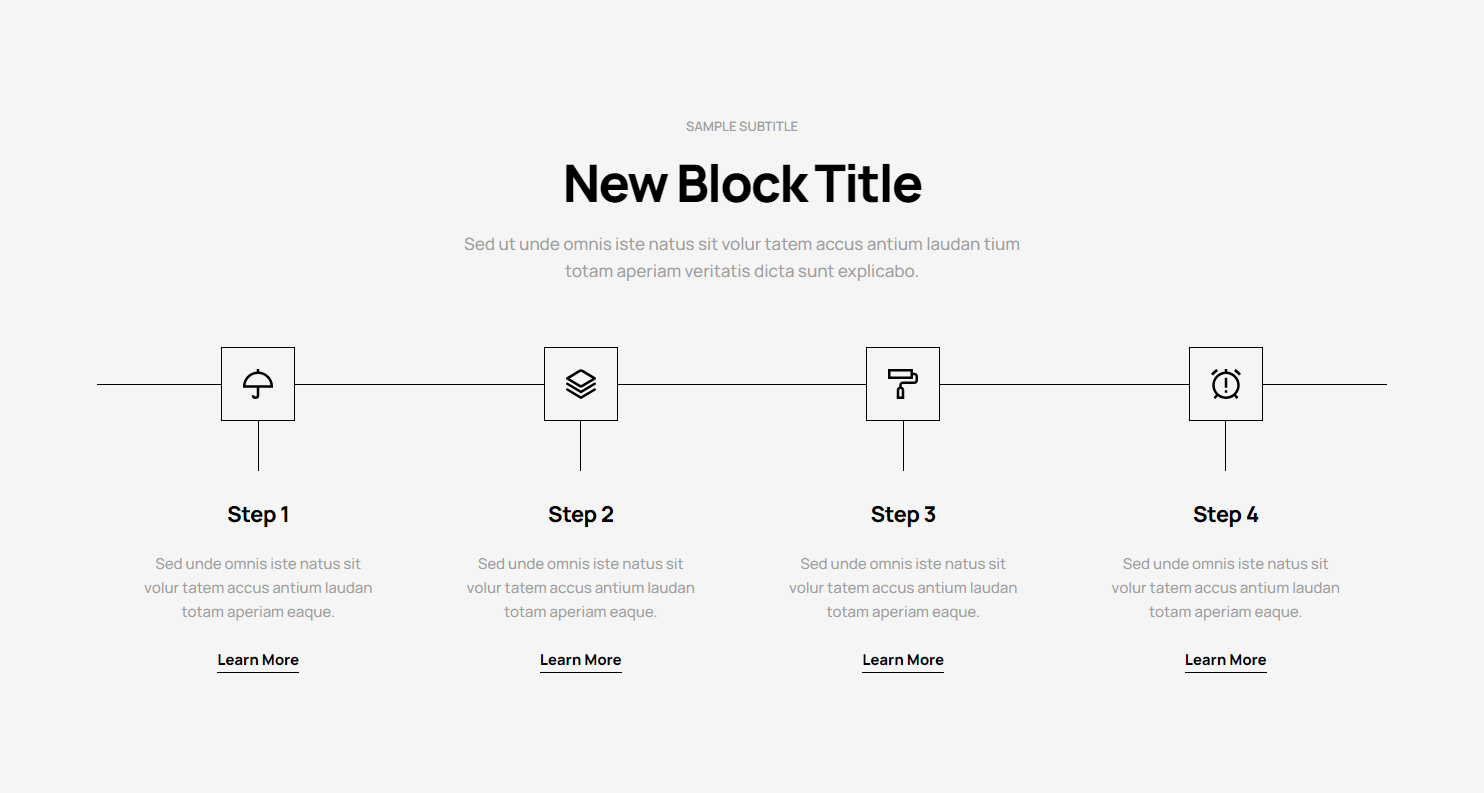 SAMPLE SUBTITLE
New Block Title
Sed ut unde omnis iste natus sit volur tatem accus antium laudan tium
totam aperiam veritatis dicta sunt explicabo.
Step 1
Sed unde omnis iste natus sit
volur tatem accus antium laudan
totam aperiam eaque.
Learn More
Step 2
Sed unde omnis iste natus sit
volur tatem accus antium laudan
totam aperiam eaque.
Learn More
Step 3
Sed unde omnis iste natus sit
volur tatem accus antium laudan
totam aperiam eaque.
Learn More
Step 4
Sed unde omnis iste natus sit
volur tatem accus antium laudan
totam aperiam eaque.
Learn More